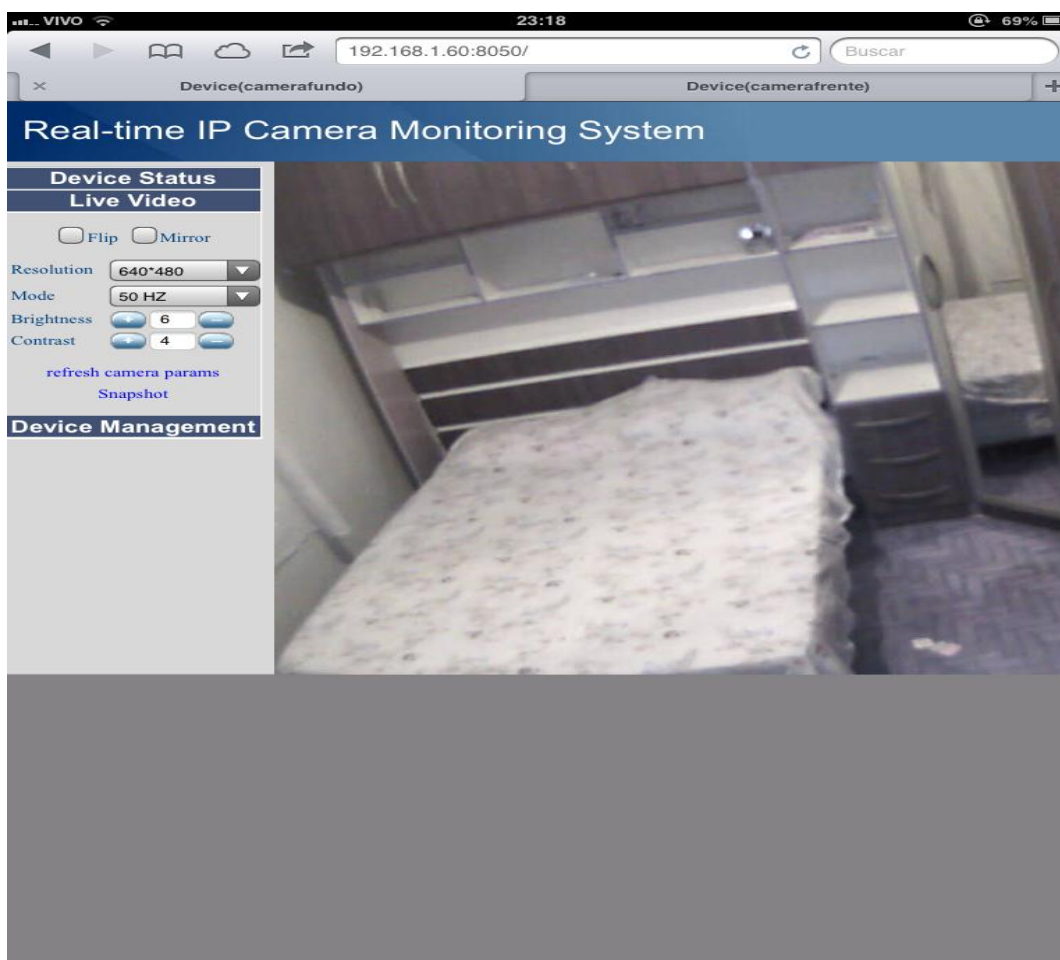 VIVO 23:18 69%
192.168.1.60:8050/ Buscar
Device(camerafundo) Device(camerafrente)
Real-time IP Camera Monitoring System
Device Status
Live Video
Flip Mirror
Resolution 640*480
Mode 50 HZ
Brightness + 6 −
Contrast + 4 −
refresh camera params
Snapshot
Device Management